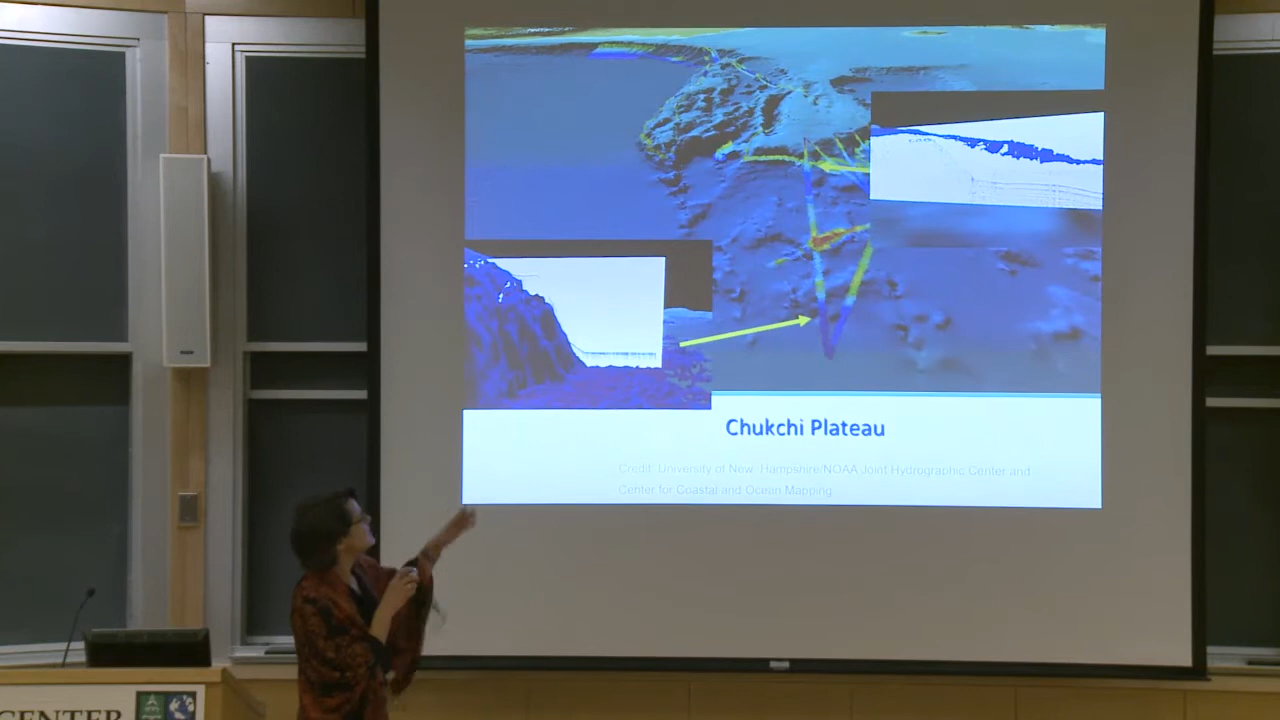 Chukchi Plateau
Credit: University of New Hampshire/NOAA Joint Hydrographic Center and
Center for Coastal and Ocean Mapping
CENTER